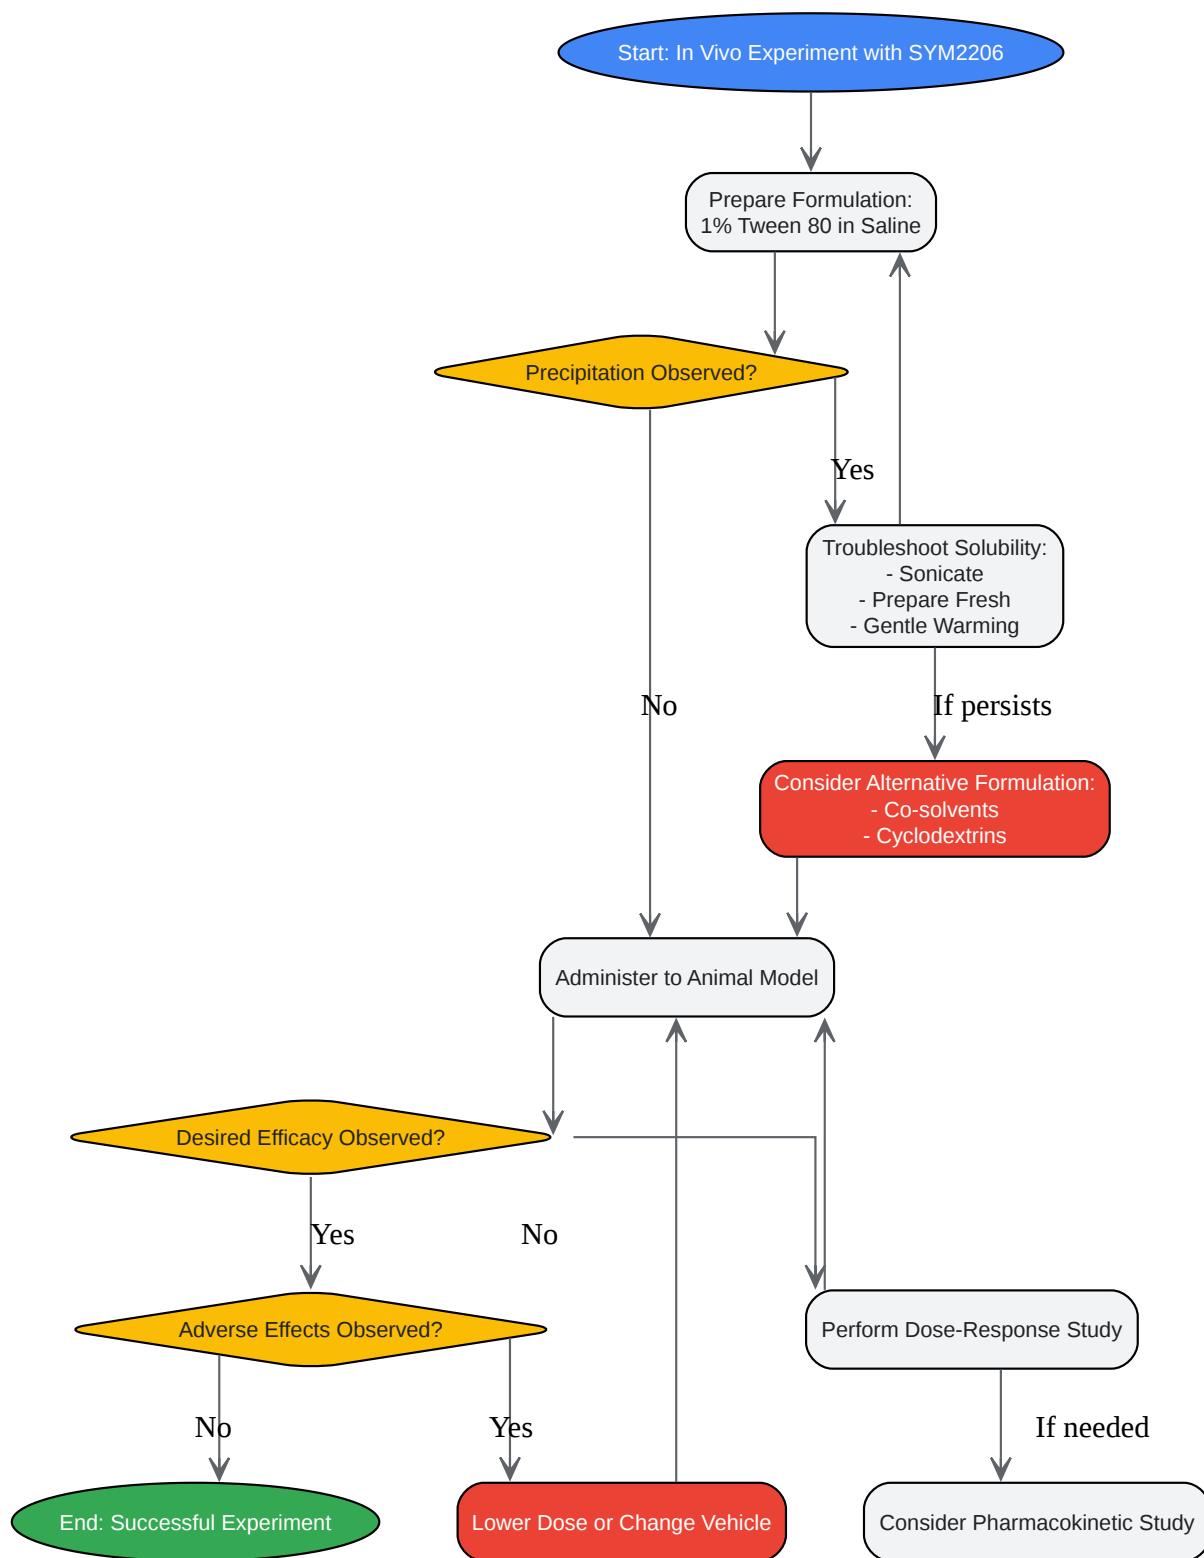 Start: In Vivo Experiment with SYM2206
Prepare Formulation:
1% Tween 80 in Saline
Precipitation Observed?
Yes
Troubleshoot Solubility:
- Sonicate
- Prepare Fresh
- Gentle Warming
No
If persists
Consider Alternative Formulation:
- Co-solvents
- Cyclodextrins
Administer to Animal Model
Desired Efficacy Observed?
Yes
No
Adverse Effects Observed?
Perform Dose-Response Study
No
Yes
If needed
End: Successful Experiment
Lower Dose or Change Vehicle
Consider Pharmacokinetic Study